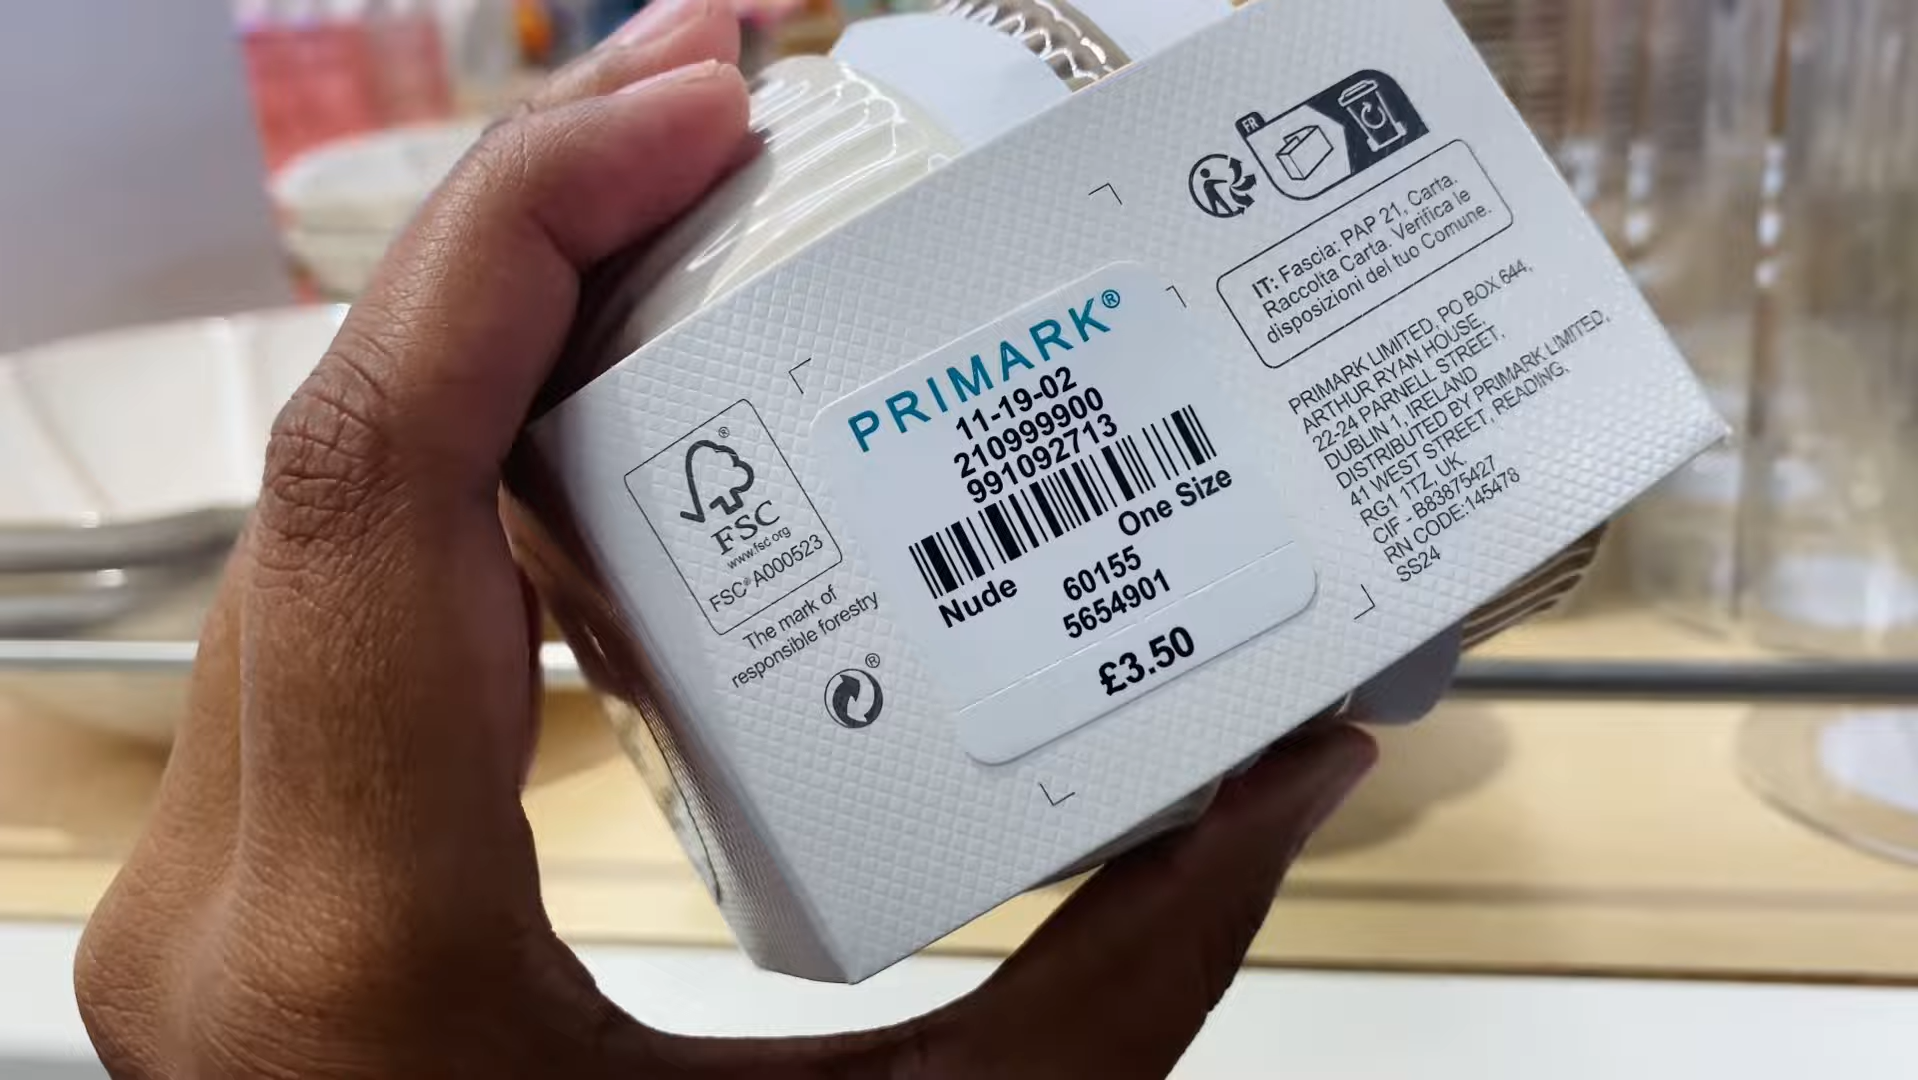 FR
IT: Fascia: PAP 21, Carta.
Raccolta Carta. Verifica le
disposizioni del tuo Comune.
PRIMARK®
11-19-02
210999900
991092713
One Size
Nude
60155
5654901
£3.50
FSC®
www.fsc.org
FSC® A000523
The mark of
responsible forestry
®
PRIMARK LIMITED, PO BOX 644,
ARTHUR RYAN HOUSE,
22-24 PARNELL STREET,
DUBLIN 1, IRELAND
DISTRIBUTED BY PRIMARK LIMITED,
41 WEST STREET, READING,
RG1 1TZ, UK.
CIF - B83875427
RN CODE:145478
SS24